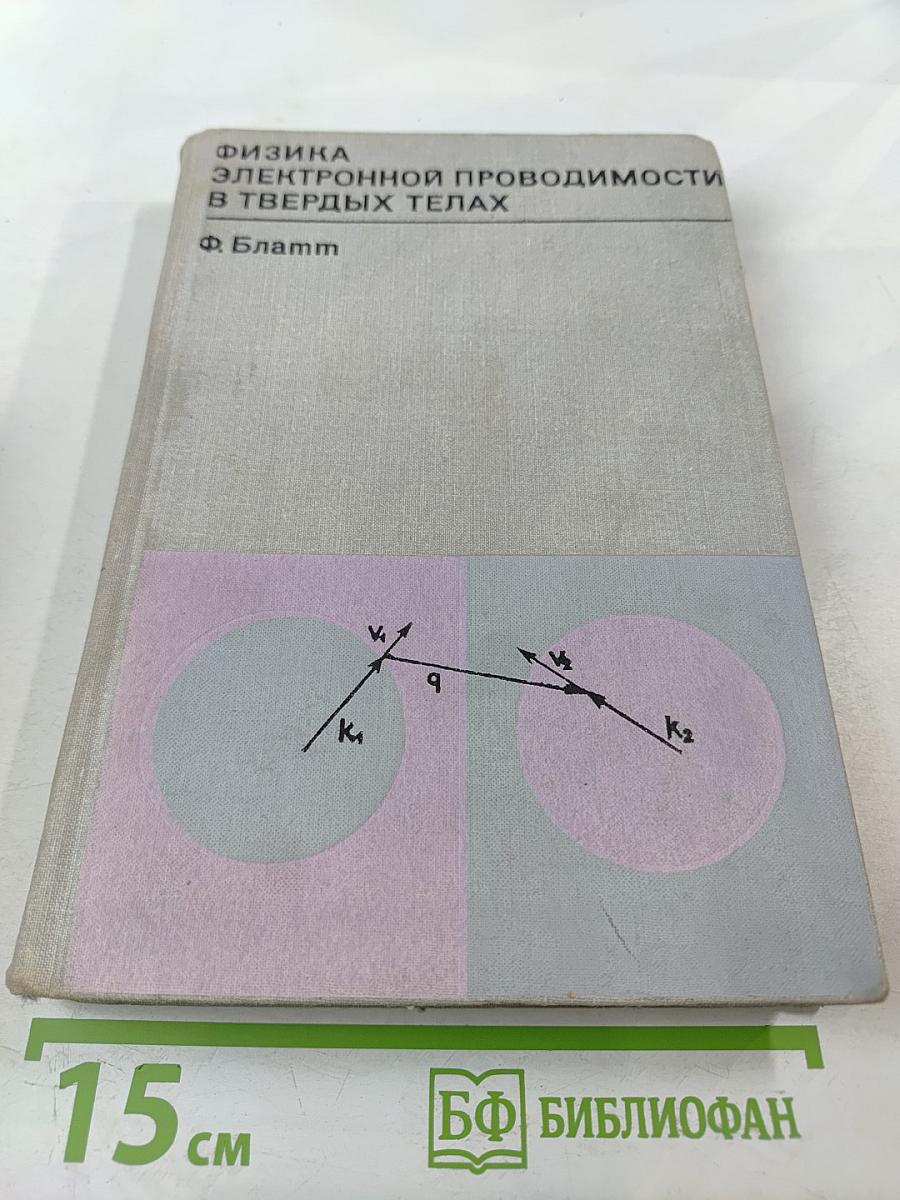 ФИЗИКА
ЭЛЕКТРОННОЙ ПРОВОДИМОСТИ
В ТВЕРДЫХ ТЕЛАХ
Ф. Блатт
v₁
q
v₂
k₁
k₂
15 см
БФ БИБЛИОФАН